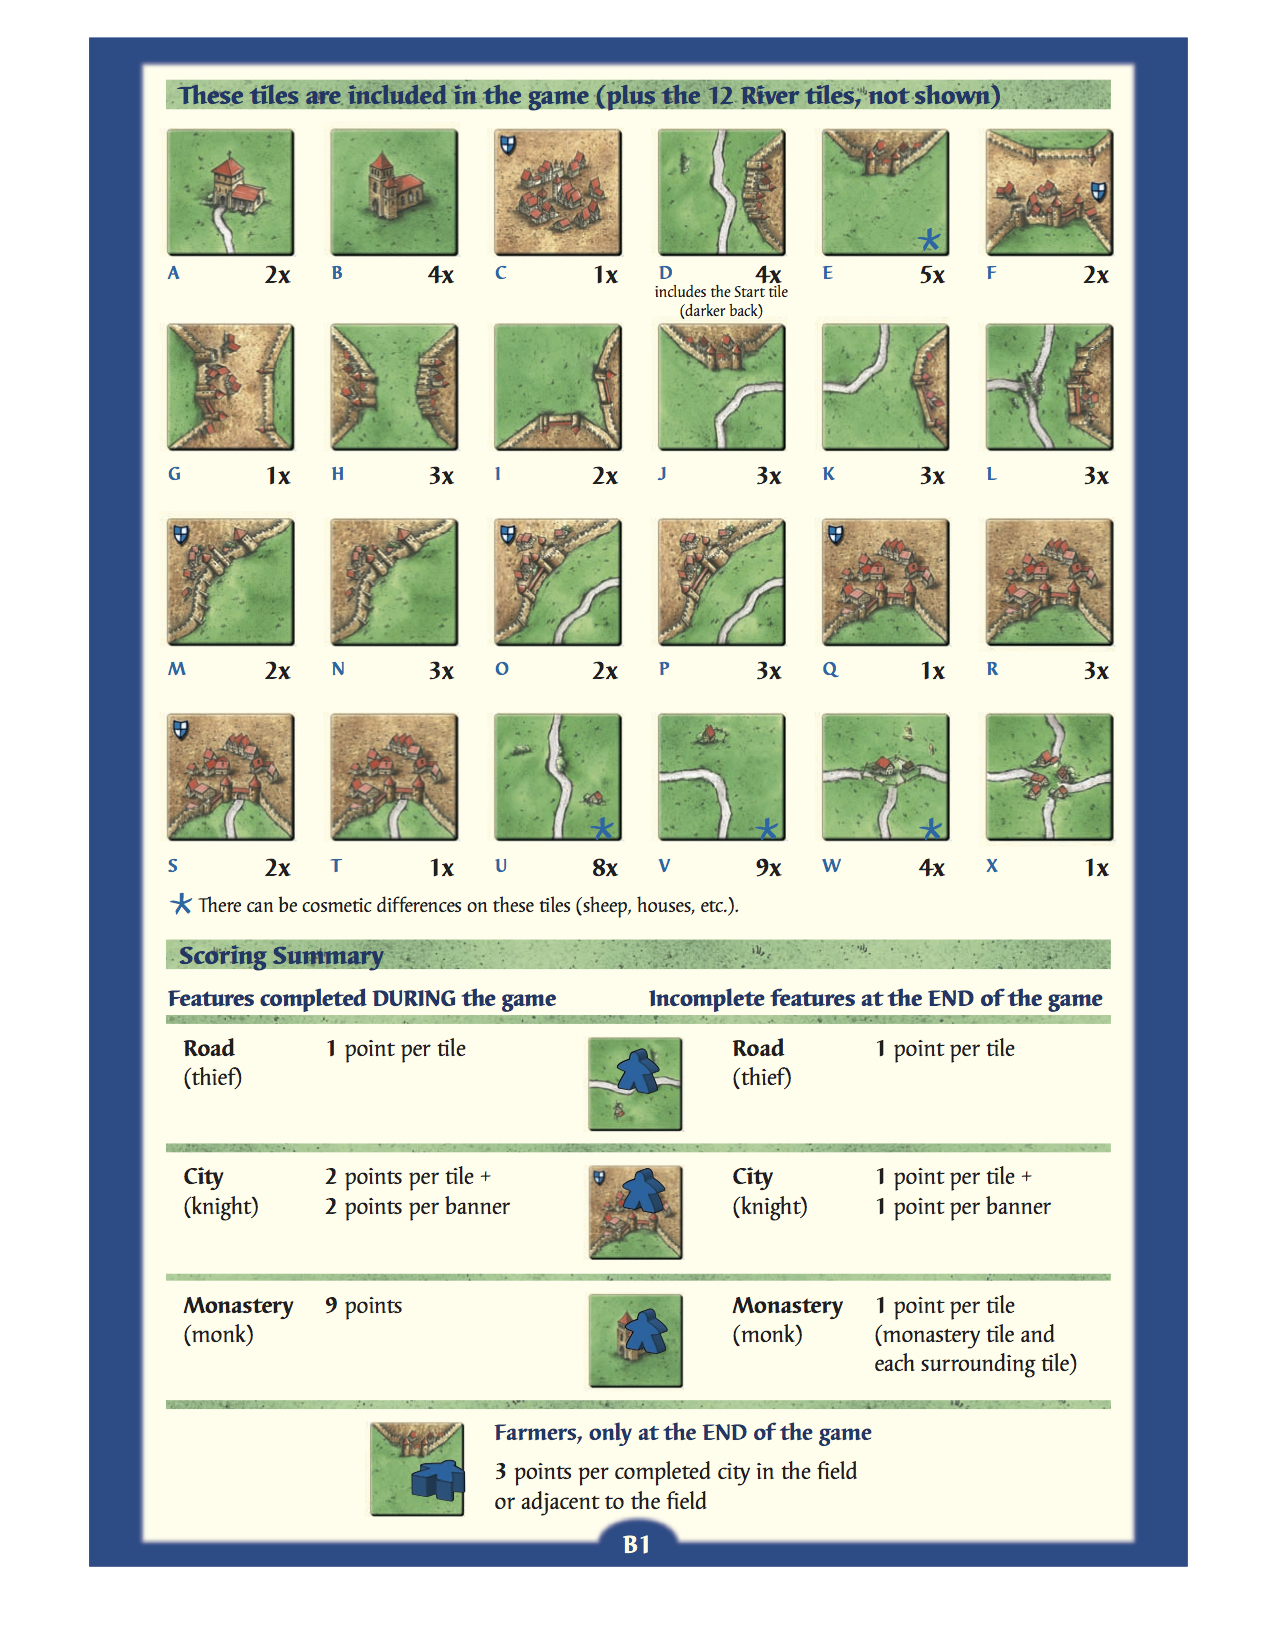 These tiles are included in the game (plus the 12 River tiles, not shown)
A 2x B 4x C 1x D 4x E 5x F 2x
includes the Start tile
(darker back)
G 1x H 3x I 2x J 3x K 3x L 3x
M 2x N 3x O 2x P 3x Q 1x R 3x
S 2x T 1x U 8x V 9x W 4x X 1x
There can be cosmetic differences on these tiles (sheep, houses, etc.).
Scoring Summary
Features completed DURING the game Incomplete features at the END of the game
Road 1 point per tile Road 1 point per tile
(thief) (thief)
City 2 points per tile + City 1 point per tile +
(knight) 2 points per banner (knight) 1 point per banner
Monastery 9 points Monastery 1 point per tile
(monk) (monk) (monastery tile and
each surrounding tile)
Farmers, only at the END of the game
3 points per completed city in the field
or adjacent to the field
B1